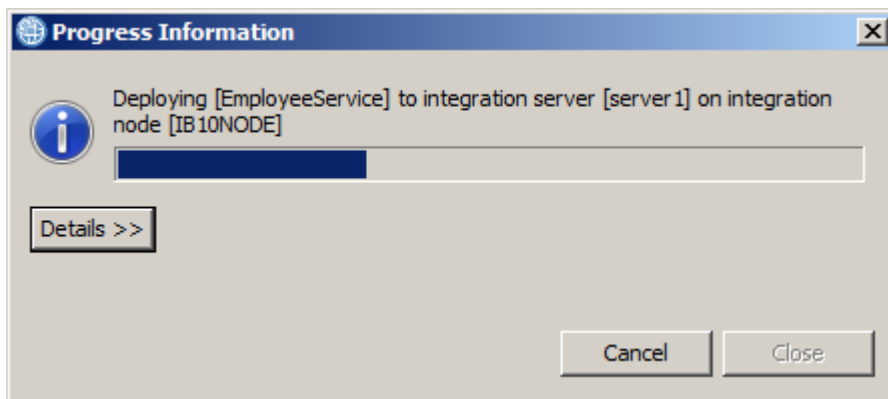 Progress Information
Deploying [EmployeeService] to integration server [server1] on integration
node [IB10NODE]
Details >>
Cancel
Close